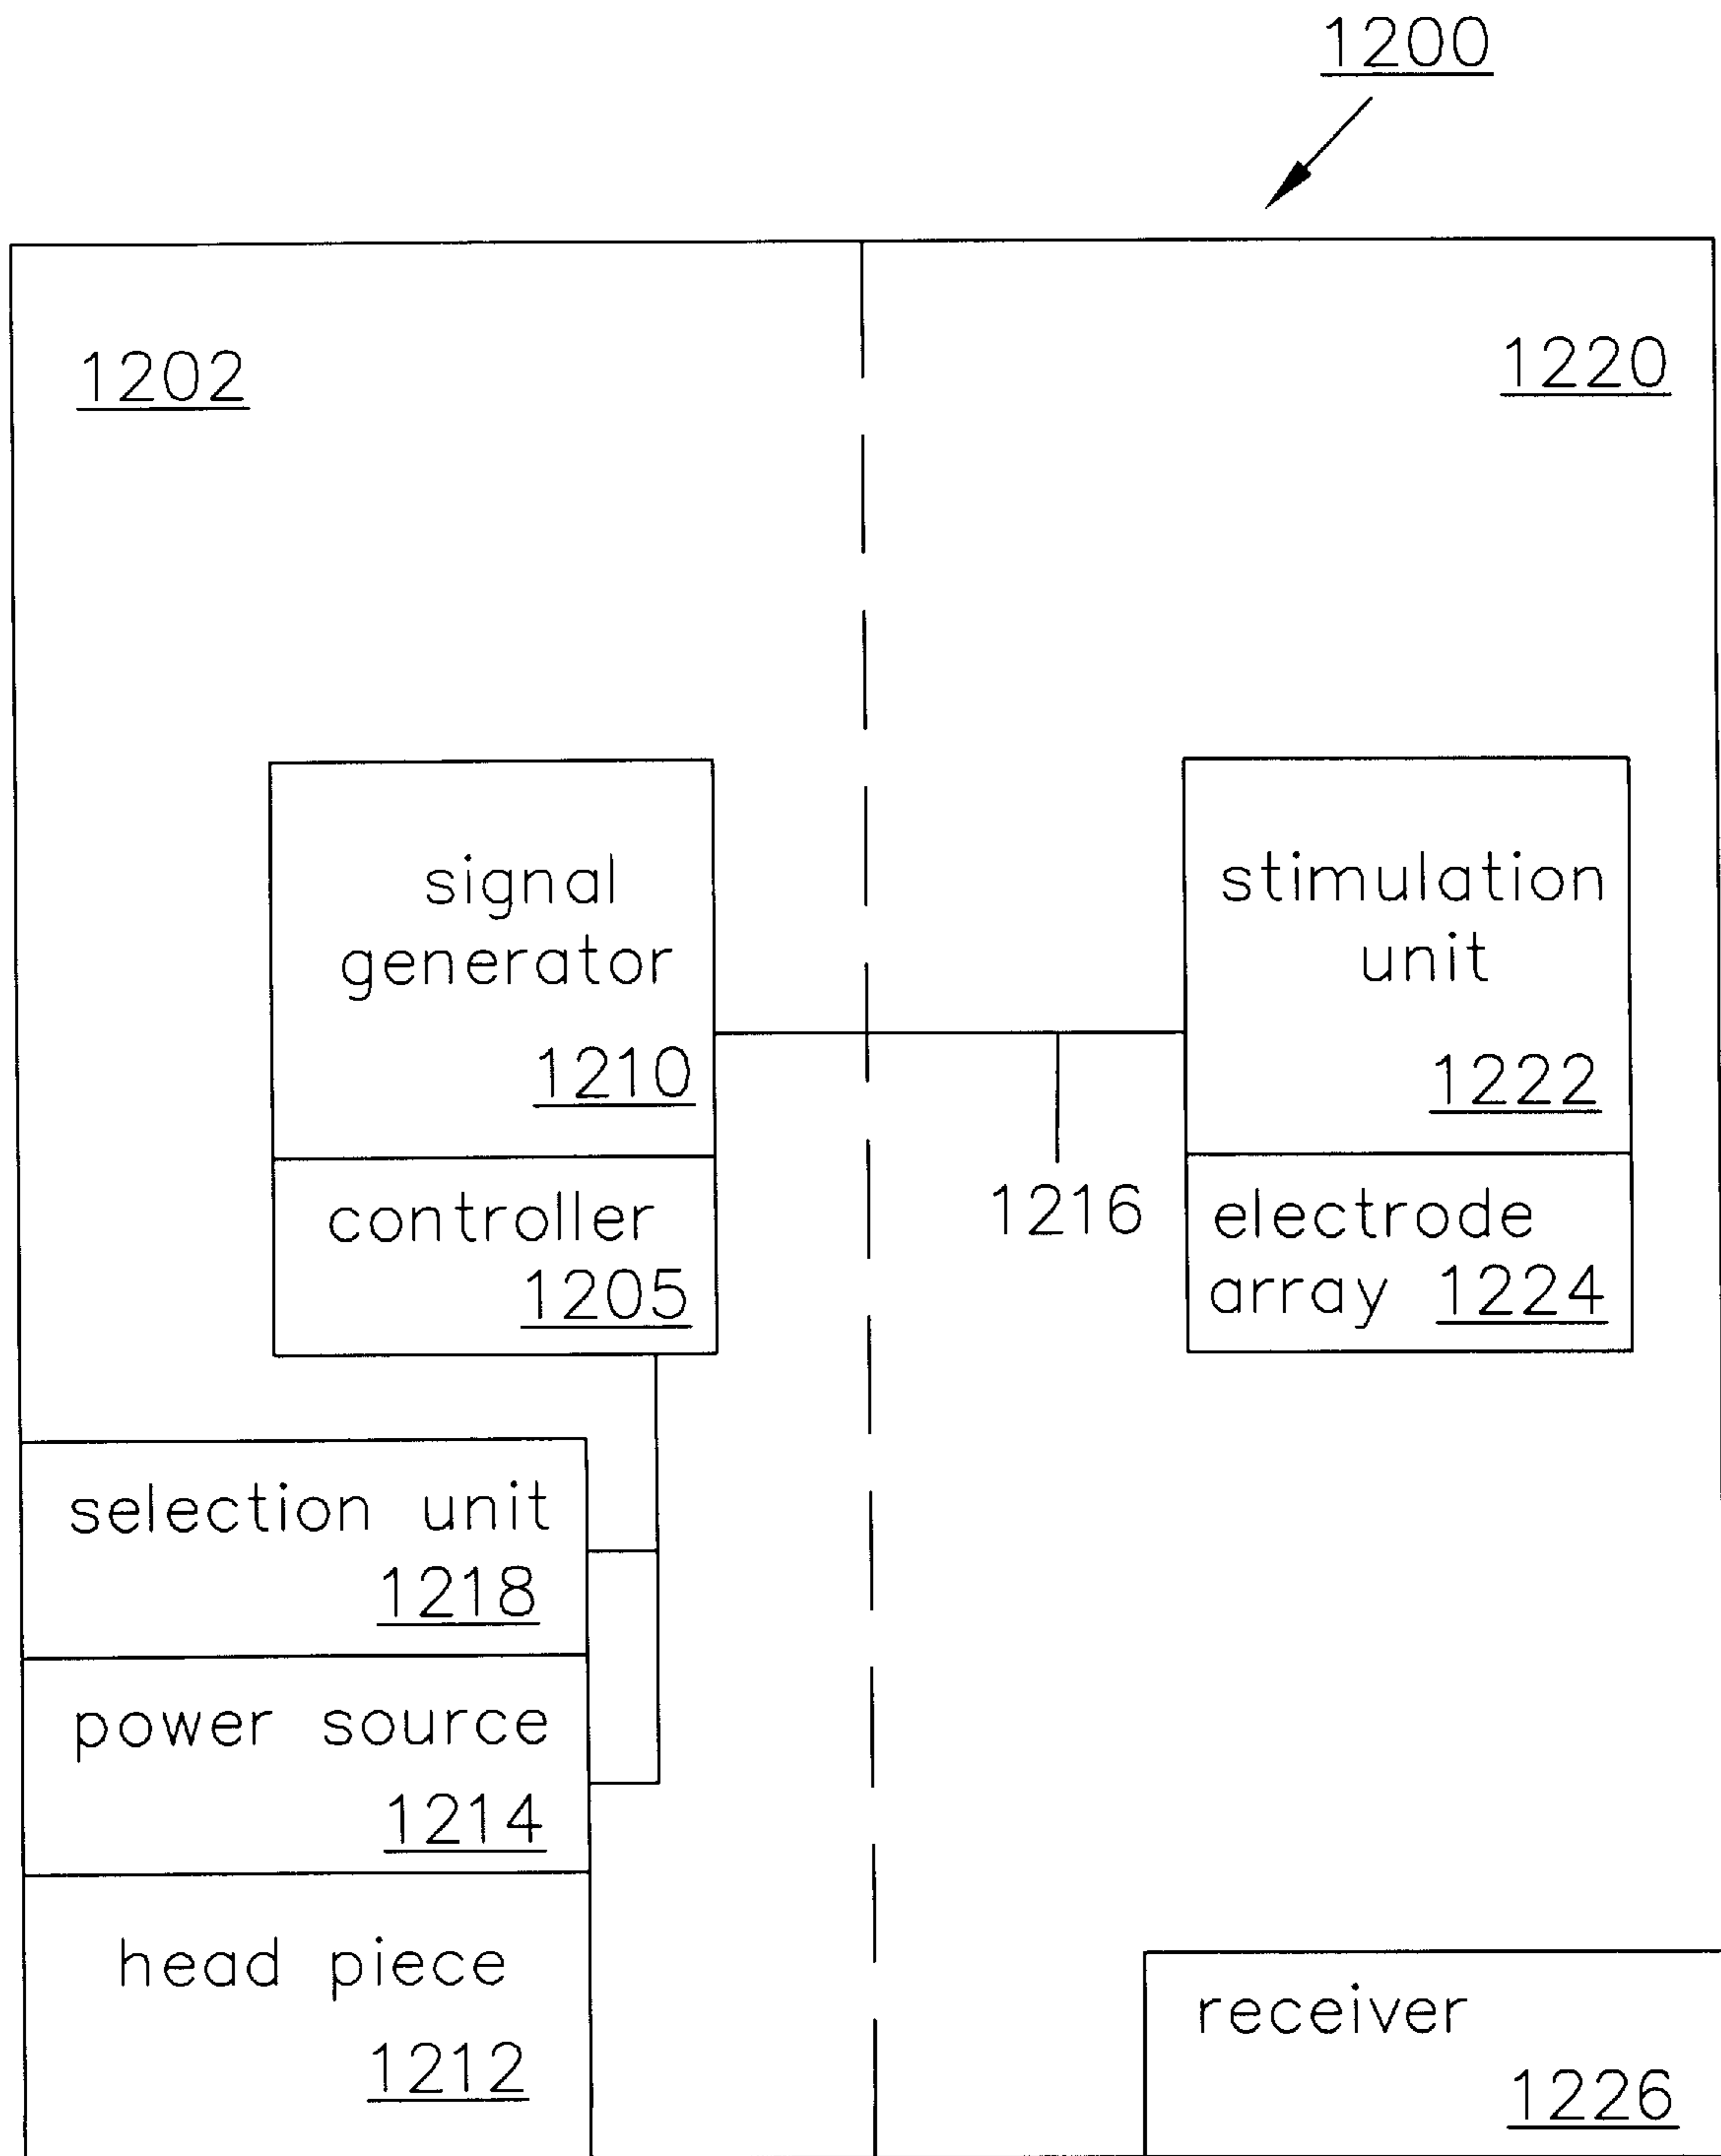 1200
1202
1220
signal
generator
1210
controller
1205
stimulation
unit
1222
1216
electrode
array 1224
selection unit
1218
power source
1214
head piece
1212
receiver
1226